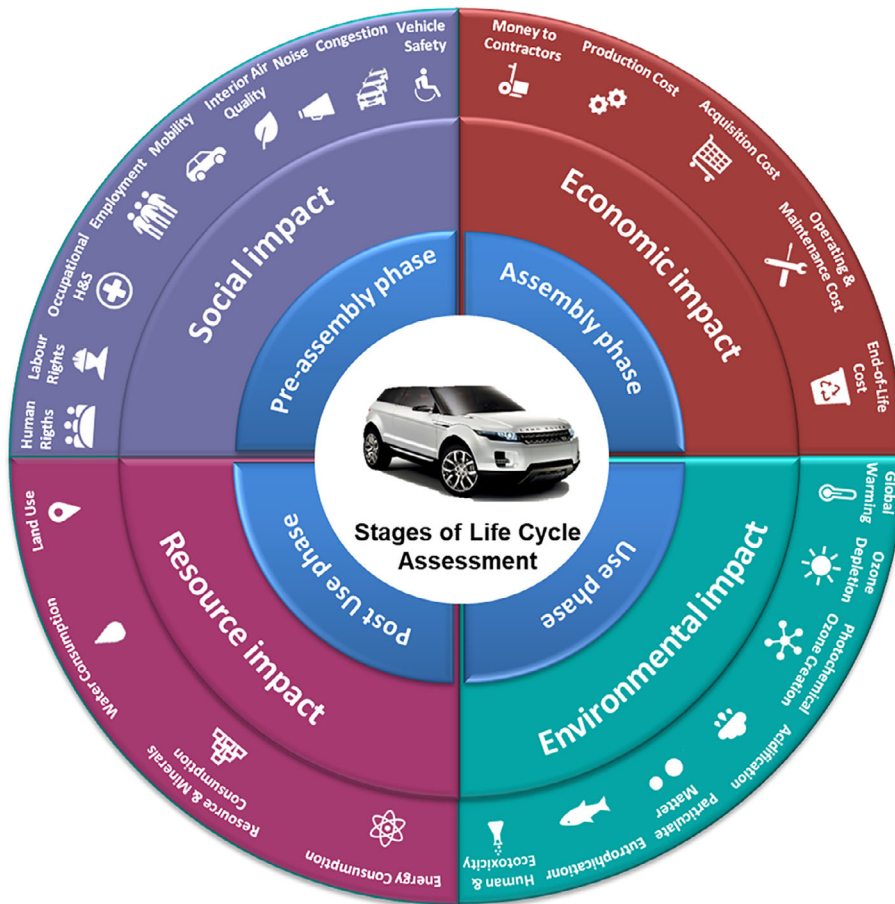 Human Rigths
Labour
Rights
Occupational
H&S
Employment
Mobility
Interior Air
Quality
Noise
Congestion
Vehicle
Safety
Money to
Contractors
Production Cost
Acquisition Cost
Operating &
Maintenance Cost
End-of-Life
Cost
Social impact
Economic impact
Pre-assembly phase
Assembly phase
LAND ROVER
Stages of Life Cycle
Assessment
Post Use phase
Use phase
Resource impact
Environmental impact
Land Use
Water Consumption
Resource & Minerals
Consumption
Energy Consumption
Global
Warming
Ozone
Depletion
Photochemical
Ozone Creation
Acidification
Particulate
Matter
Eutrophicationr
Human &
Ecotoxicity